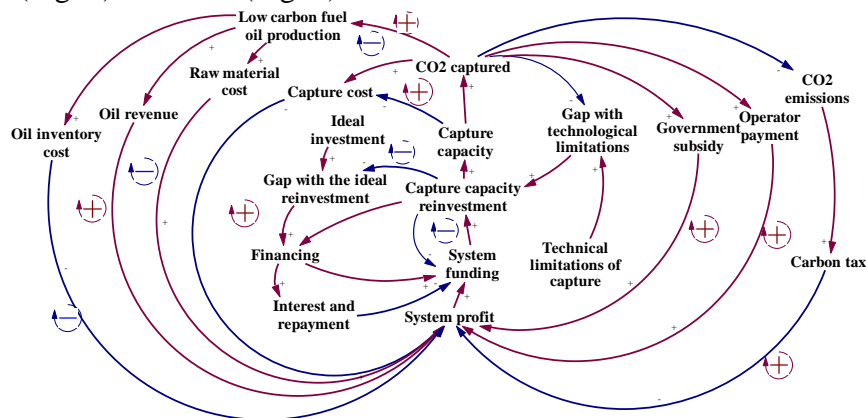 Low carbon fuel
oil production
CO2 captured
Raw material
cost
Capture cost
CO2
emissions
Oil revenue
Oil inventory
cost
Ideal
investment
Capture
capacity
Gap with
technological
limitations
Government
subsidy
Operator
payment
Gap with the ideal
reinvestment
Capture capacity
reinvestment
Financing
System
funding
Technical
limitations of
capture
Carbon tax
Interest and
repayment
System profit